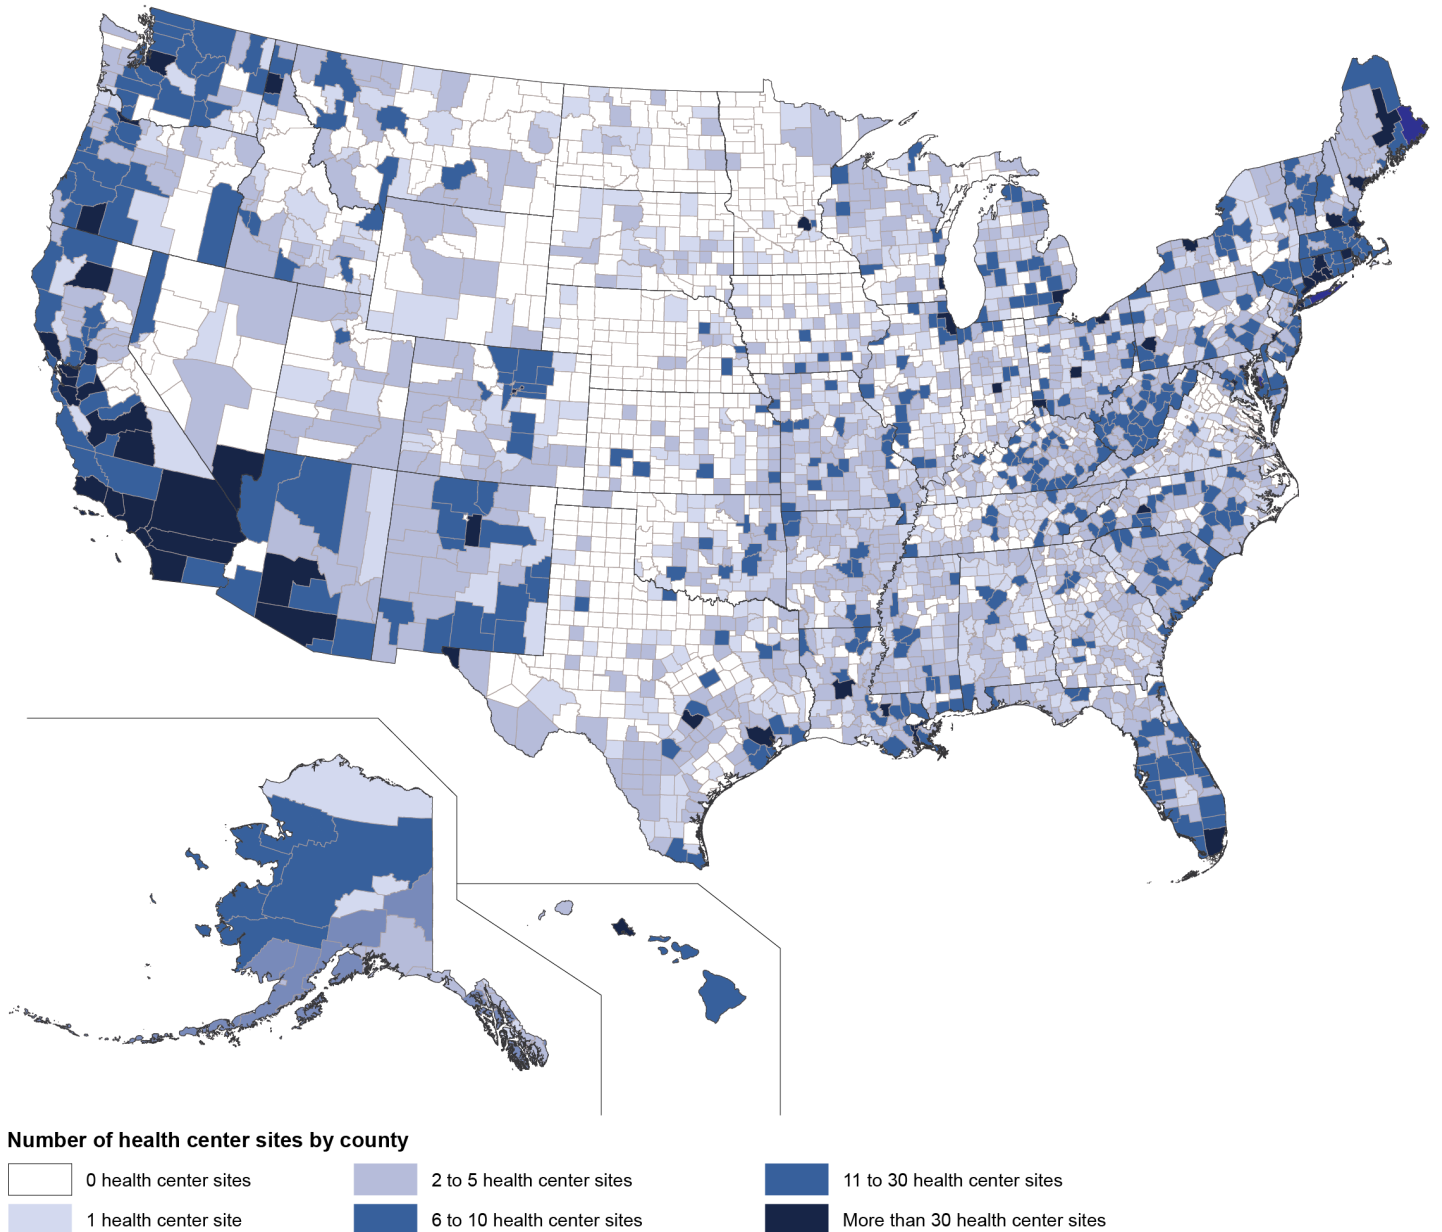 Number of health center sites by county
0 health center sites
2 to 5 health center sites
11 to 30 health center sites
1 health center site
6 to 10 health center sites
More than 30 health center sites